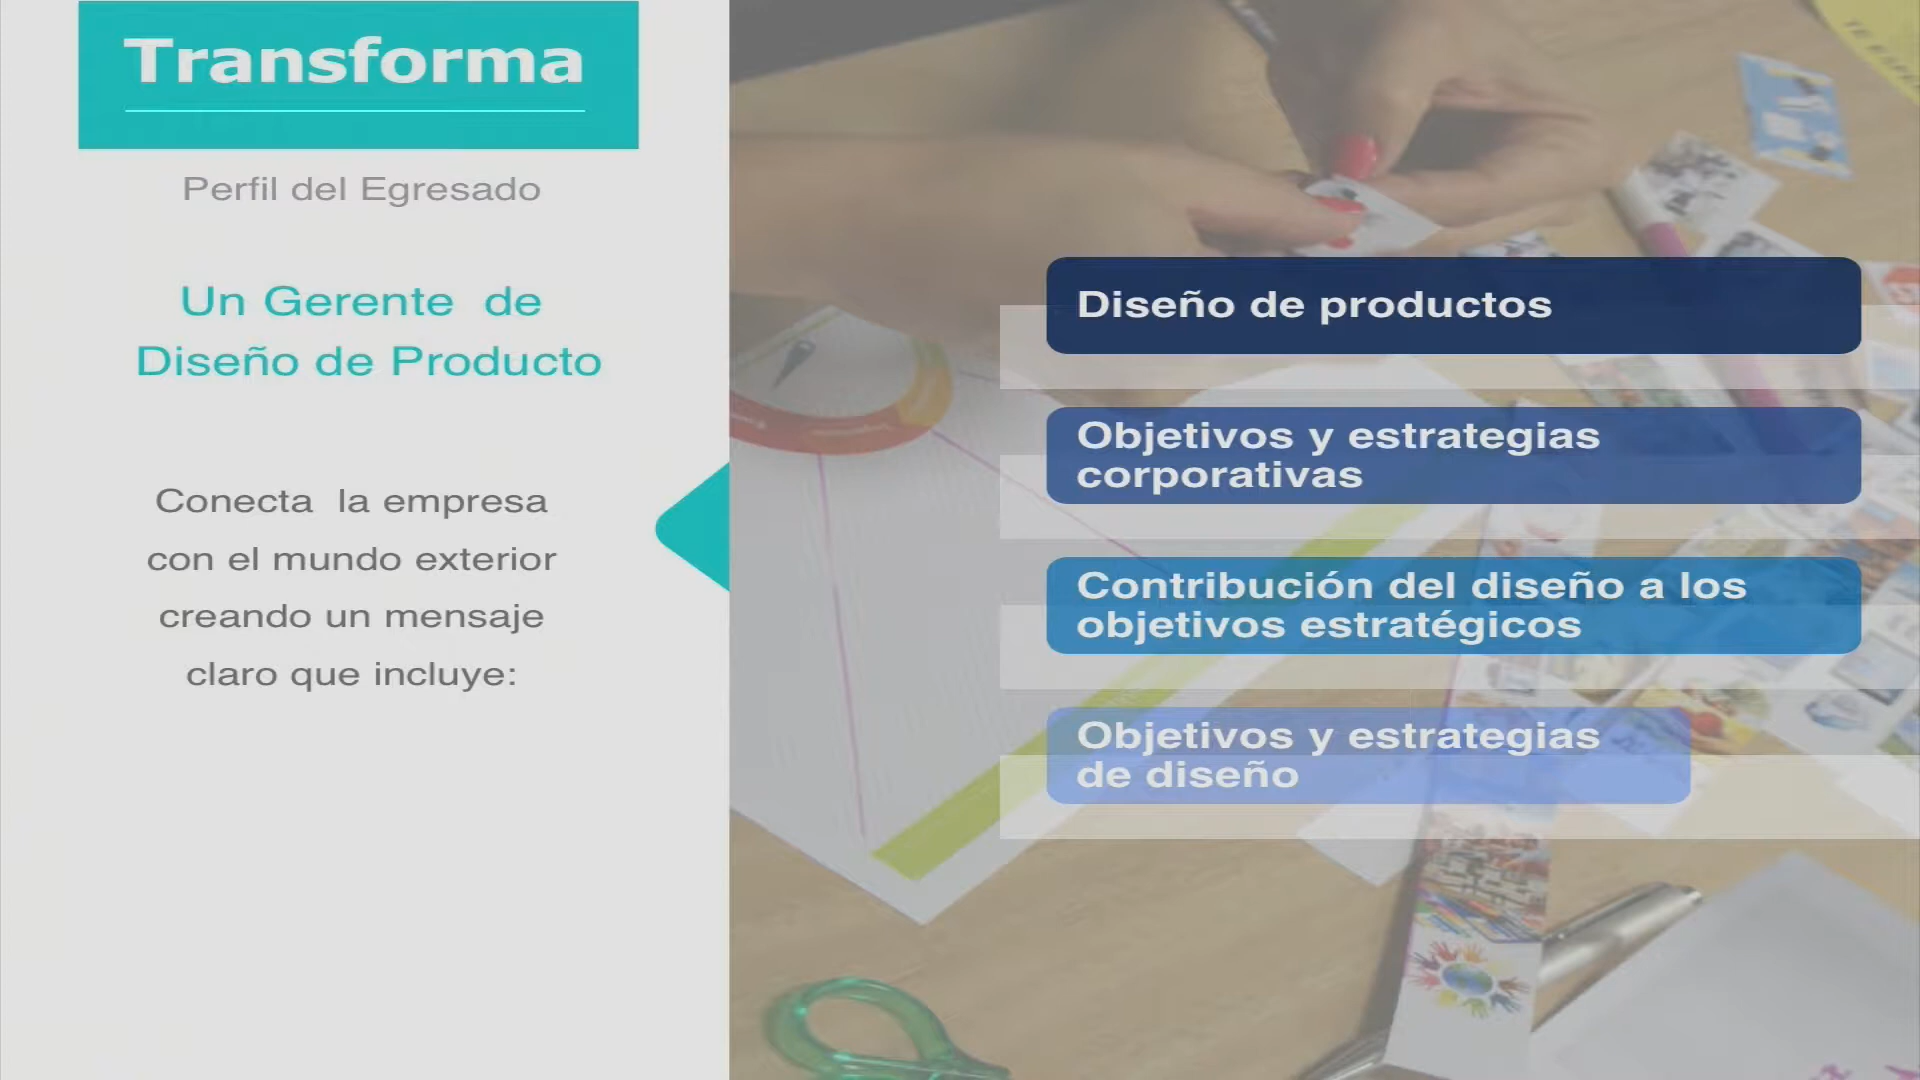 Transforma
Perfil del Egresado
Un Gerente de
Diseño de Producto
Conecta la empresa
con el mundo exterior
creando un mensaje
claro que incluye:
Diseño de productos
Objetivos y estrategias
corporativas
Contribución del diseño a los
objetivos estratégicos
Objetivos y estrategias
de diseño